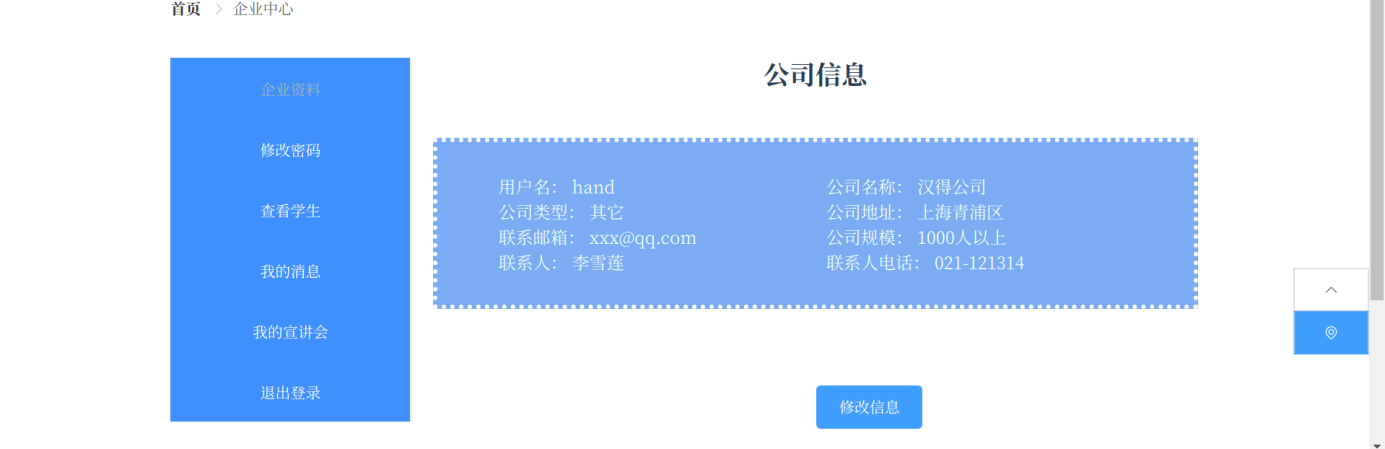 首页 > 企业中心
企业资料
修改密码
查看学生
我的消息
我的宣讲会
退出登录
公司信息
用户名： hand
公司名称： 汉得公司
公司类型： 其它
公司地址： 上海青浦区
联系邮箱： xxx@qq.com
公司规模： 1000人以上
联系人： 李雪莲
联系人电话： 021-121314
修改信息